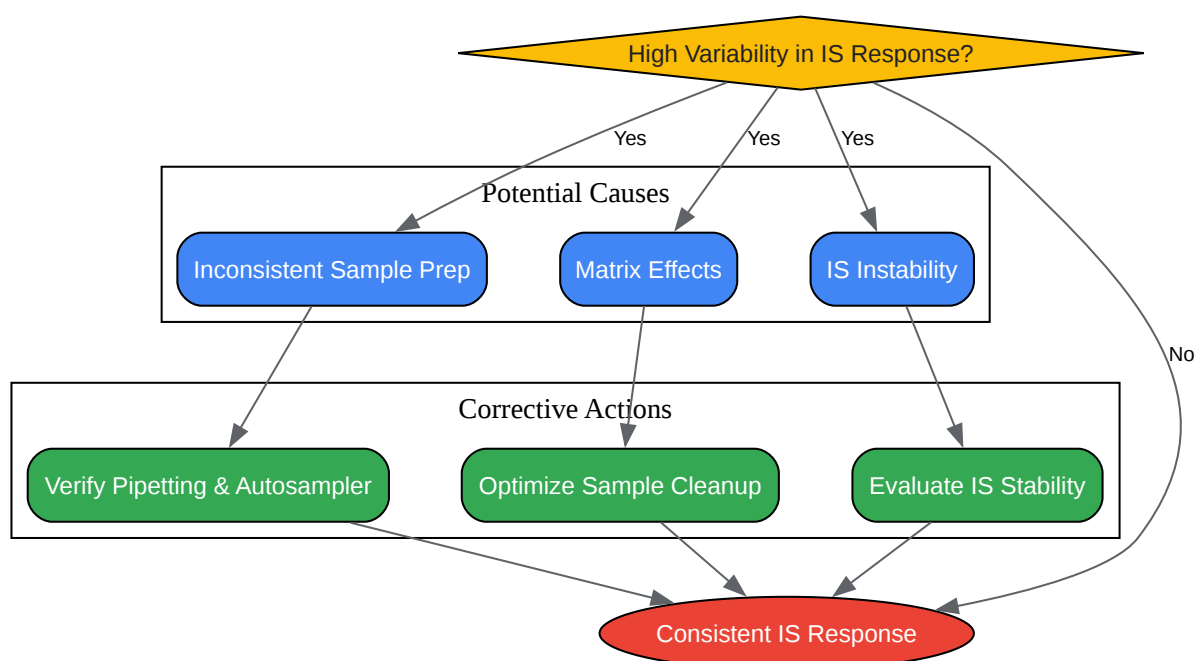 High Variability in IS Response?
Yes
Yes
Yes
Potential Causes
Inconsistent Sample Prep
Matrix Effects
IS Instability
No
Corrective Actions
Verify Pipetting & Autosampler
Optimize Sample Cleanup
Evaluate IS Stability
Consistent IS Response